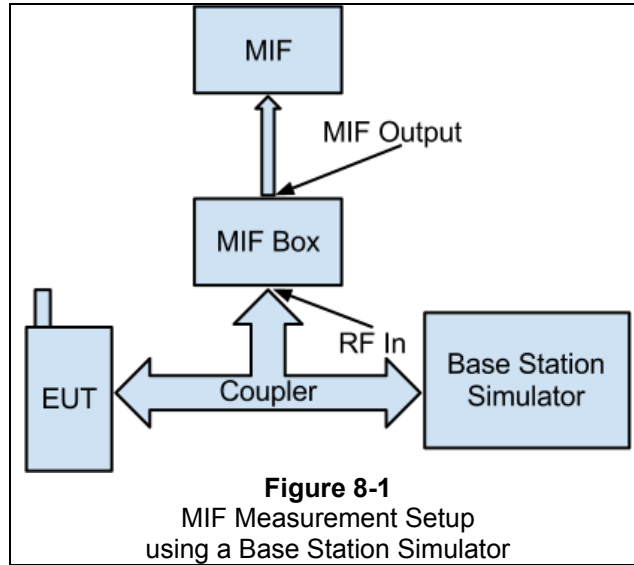 MIF
MIF Output
MIF Box
RF In
EUT
Coupler
Base Station
Simulator
Figure 8-1
MIF Measurement Setup
using a Base Station Simulator